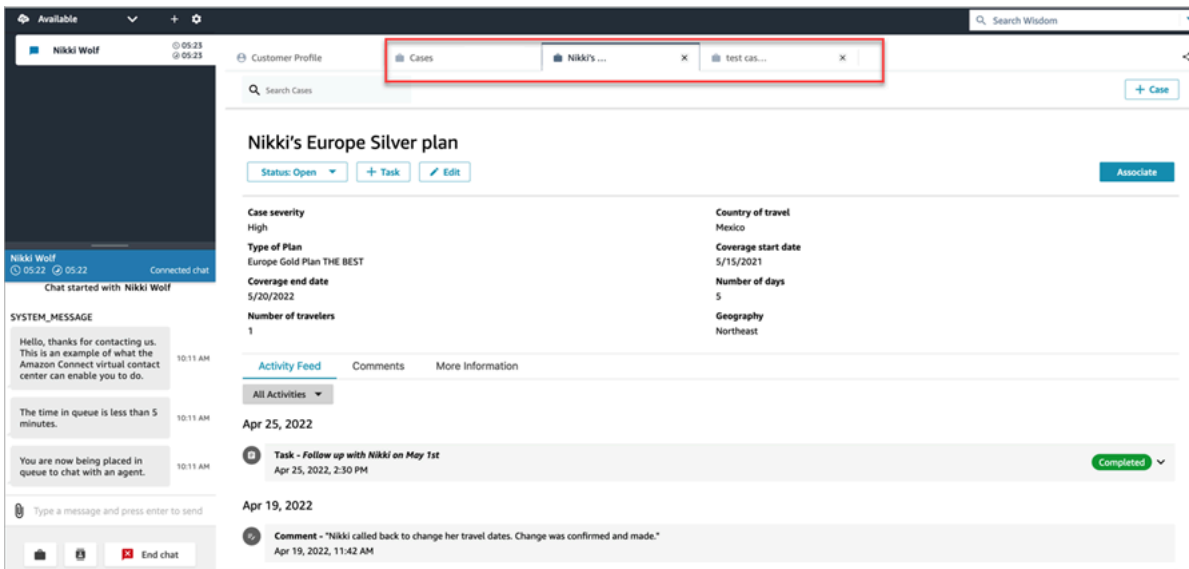 Available
Search Wisdom
Nikki Wolf
05:23
05:23
Customer Profile
Cases
Nikki's ...
test cas...
Search Cases
+ Case
Nikki's Europe Silver plan
Status: Open
+ Task
Edit
Associate
Case severity
High
Country of travel
Mexico
Type of Plan
Europe Gold Plan THE BEST
Coverage start date
5/15/2021
Coverage end date
5/20/2022
Number of days
5
Number of travelers
1
Geography
Northeast
Nikki Wolf
05:22 05:22 Connected chat
Chat started with Nikki Wolf
SYSTEM_MESSAGE
Hello, thanks for contacting us.
This is an example of what the
Amazon Connect virtual contact
center can enable you to do.
10:11 AM
The time in queue is less than 5
minutes.
10:11 AM
You are now being placed in
queue to chat with an agent.
10:11 AM
Type a message and press enter to send
End chat
Activity Feed Comments More Information
All Activities
Apr 25, 2022
Task - Follow up with Nikki on May 1st
Apr 25, 2022, 2:30 PM
Completed
Apr 19, 2022
Comment - "Nikki called back to change her travel dates. Change was confirmed and made."
Apr 19, 2022, 11:42 AM